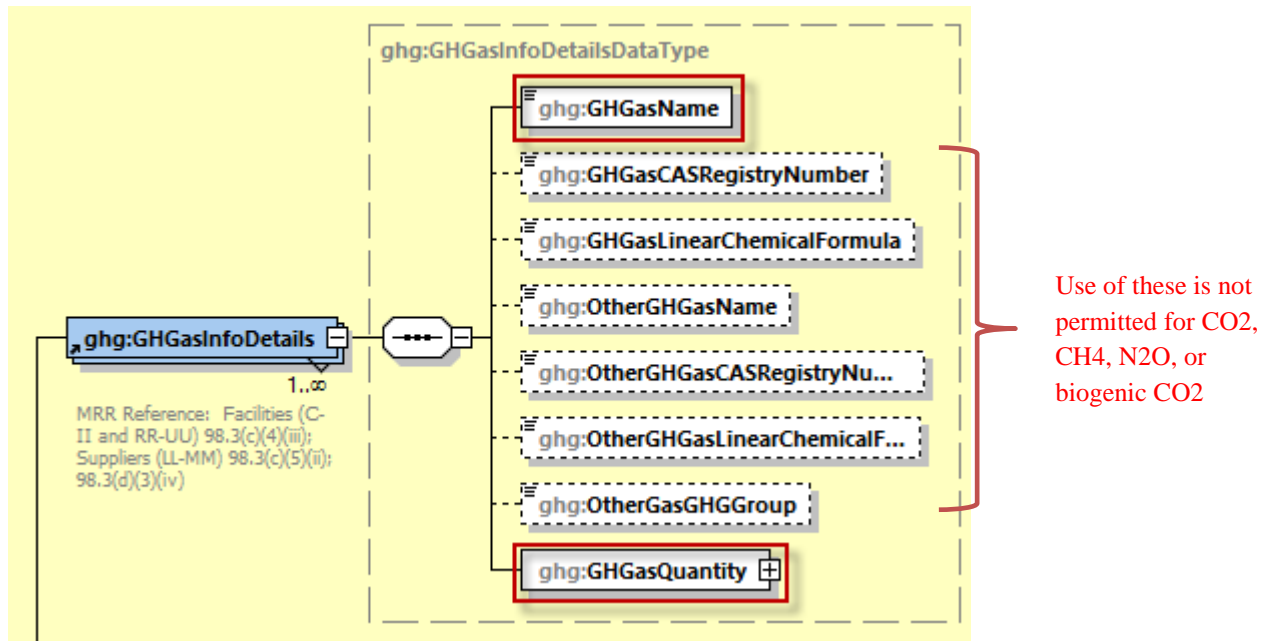 ghg:GHGasInfoDetailsDataType
ghg:GHGasName
ghg:GHGasCASRegistryNumber
ghg:GHGasLinearChemicalFormula
ghg:OtherGHGasName
ghg:OtherGHGasCASRegistryNu...
ghg:OtherGHGasLinearChemicalF...
ghg:OtherGasGHGGroup
ghg:GHGasQuantity
ghg:GHGasInfoDetails
1..∞
MRR Reference: Facilities (C-
II and RR-UU) 98.3(c)(4)(iii);
Suppliers (LL-MM) 98.3(c)(5)(ii);
98.3(d)(3)(iv)
Use of these is not
permitted for CO2,
CH4, N2O, or
biogenic CO2